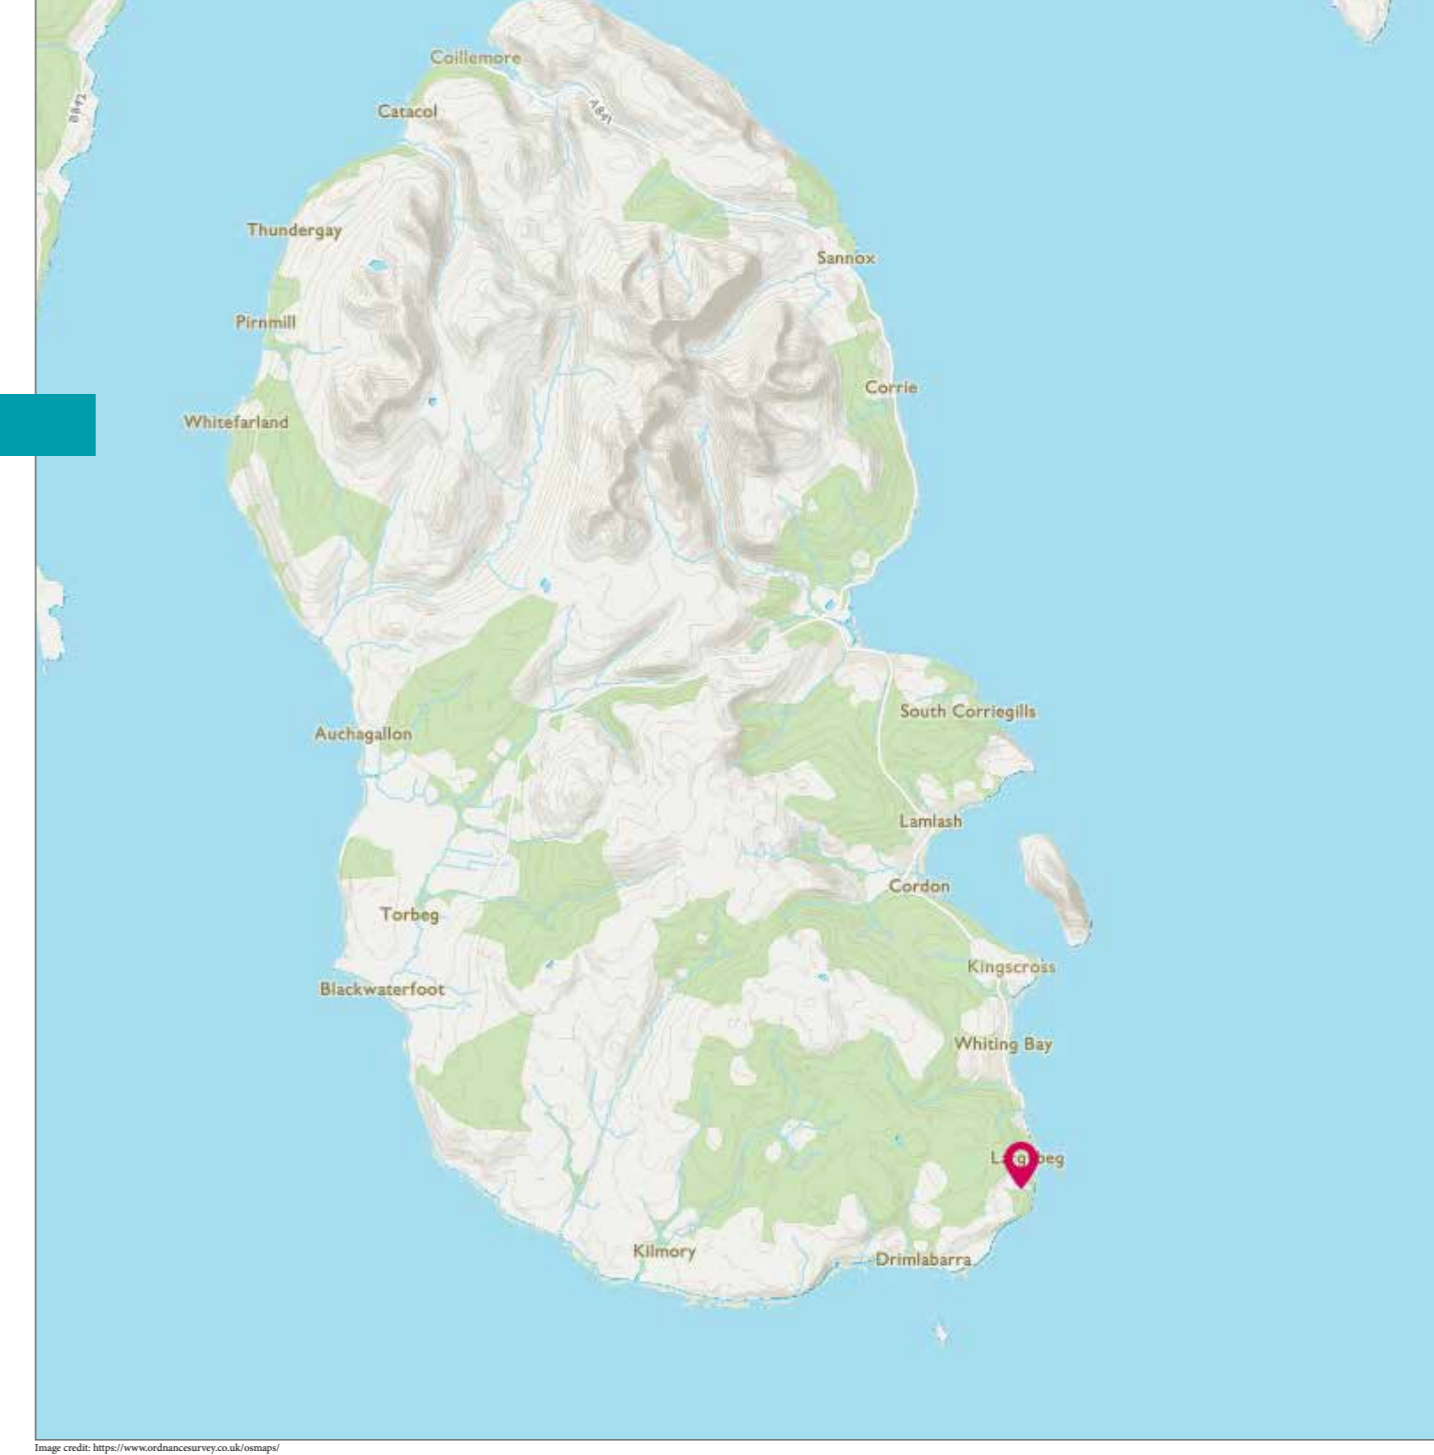 Coillemore
B842
A841
Catacol
Thundergay
Sannox
Pirnmill
Corrie
Whitefarland
South Corriegills
Auchagallon
Lamlash
Cordon
Torbeg
Kingscross
Blackwaterfoot
Whiting Bay
Kilmory
Drimlabarra
Image credit: https://www.ordnancesurvey.co.uk/osmaps/